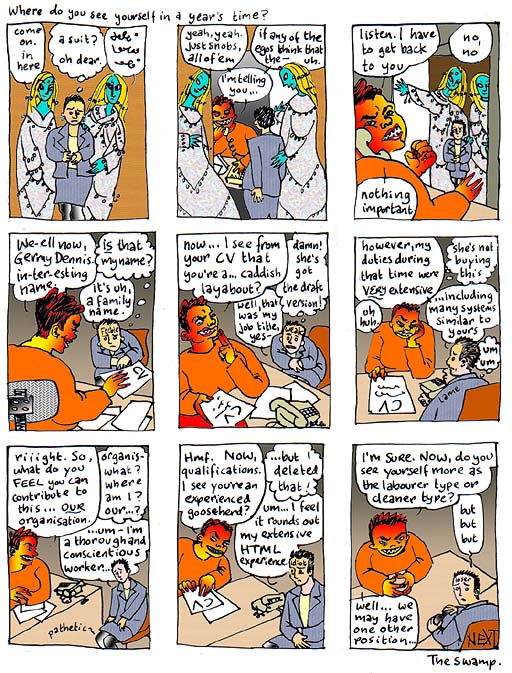 Where do you see yourself in a year's time?
come
on.
in
here
a suit?
oh dear.
yeah, yeah.
just snobs,
all of em
if any of the
egos think that
the — uh.
I'm telling
you...
listen. I have
to get back
to you
no,
no
nothing
important
We-ell now,
Germy Dennis.
in-ter-esting
name.
is that
my name?
It's uh,
a family
name.
now... I see from
your CV that
you're a... caddish
layabout?
damn!
she's
got
the draft
version!
well, that
was my
job title,
yes
CV
however, my
duties during
that time were
VERY extensive
she's not
buying
this
...including
many systems
similar to
yours
uh
huh.
um
um.
CV
lame
riiight. So,
what do you
FEEL you can
contribute to
this... OUR
organisation.
organis-
what?
where
am I?
our...?
...um - I'm
a thorough and
conscientious
worker...
pathetic
Hmf. NOW,
qualifications.
I see you're an
experienced
gooseherd?
...but I
deleted
that!
um... I feel
it rounds out
my extensive
HTML
experience.
CV
idiot
I'm SURE. NOW, do you
see yourself more as
the labourer type or
cleaner type?
but
but
but
loser
well... we
may have
one other
position...
NEXT
The Swamp.